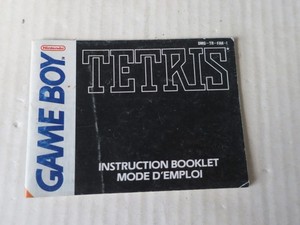 Nintendo
GAME BOY
TETRIS
INSTRUCTION BOOKLET
MODE D'EMPLOI